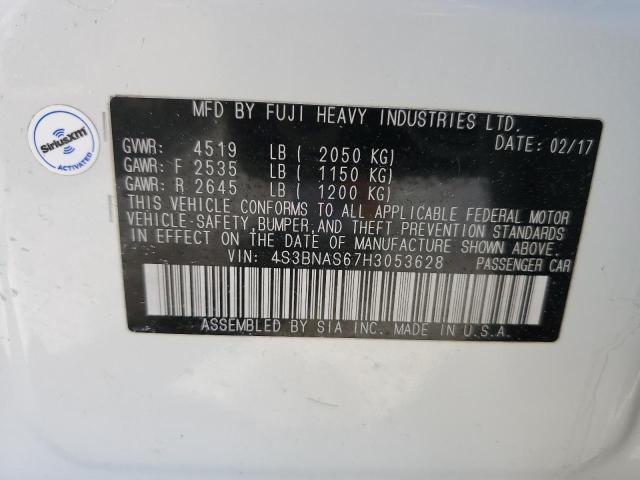 SiriusXM
ACTIVATED
MFD BY FUJI HEAVY INDUSTRIES LTD.
DATE: 02/17
GVWR: 4519 LB ( 2050 KG)
GAWR: F 2535 LB ( 1150 KG)
GAWR: R 2645 LB ( 1200 KG)
THIS VEHICLE CONFORMS TO ALL APPLICABLE FEDERAL MOTOR
VEHICLE SAFETY, BUMPER, AND THEFT PREVENTION STANDARDS
IN EFFECT ON THE DATE OF MANUFACTURE SHOWN ABOVE.
VIN: 4S3BNAS67H3053628 PASSENGER CAR
ASSEMBLED BY SIA INC. MADE IN U.S.A.